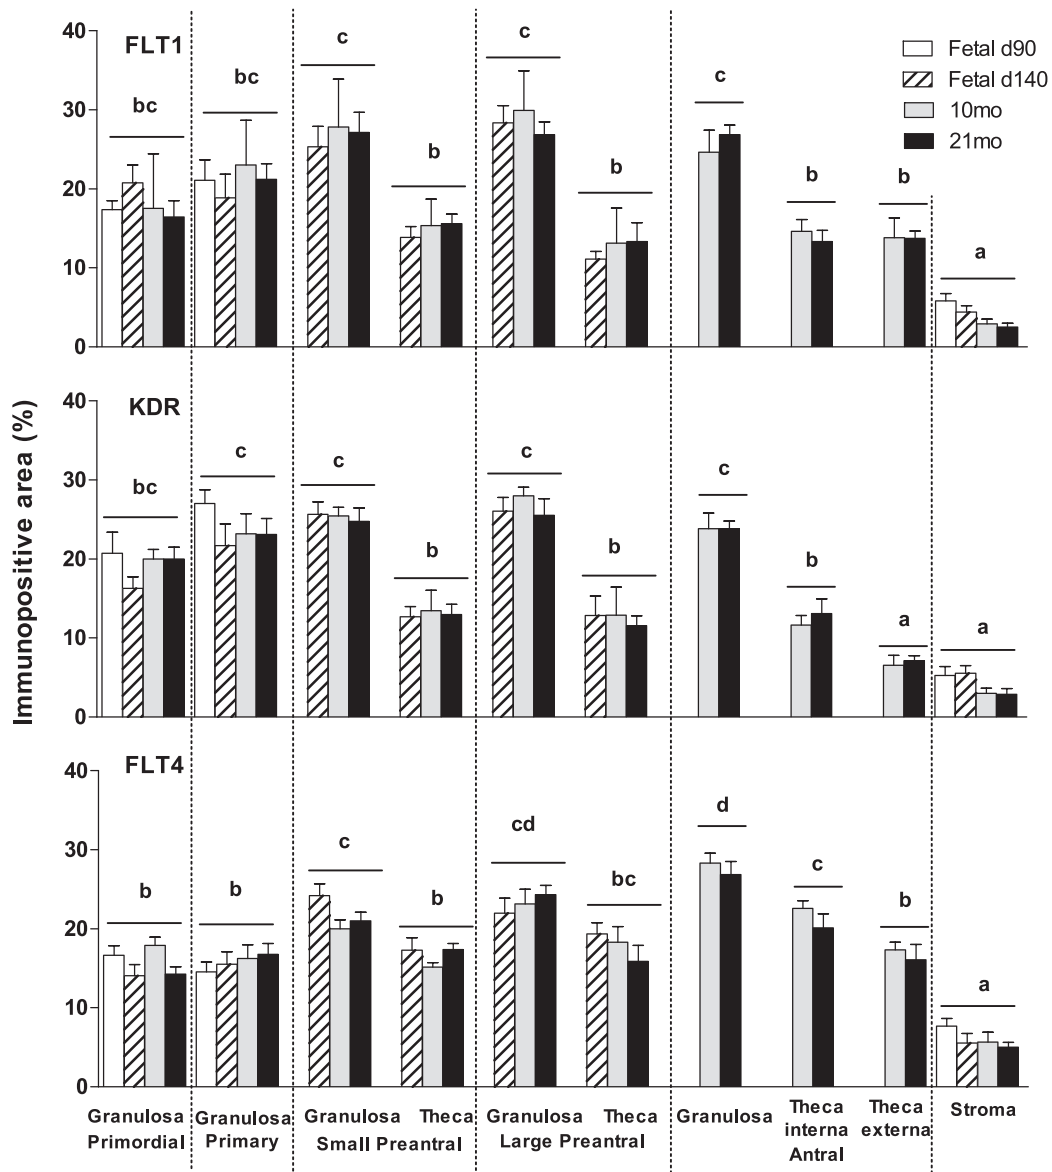 FLT1
40
30
20
10
0
bc
bc
c
b
c
b
c
b
b
a
Fetal d90
Fetal d140
10mo
21mo
Immunopositive area (%)
KDR
40
30
20
10
0
bc
c
c
b
c
b
c
b
a
a
FLT4
40
30
20
10
0
b
b
c
b
cd
bc
d
c
b
a
Granulosa
Primordial
Granulosa
Primary
Granulosa Theca
Small Preantral
Granulosa Theca
Large Preantral
Granulosa
Theca
interna
Theca
externa
Antral
Stroma